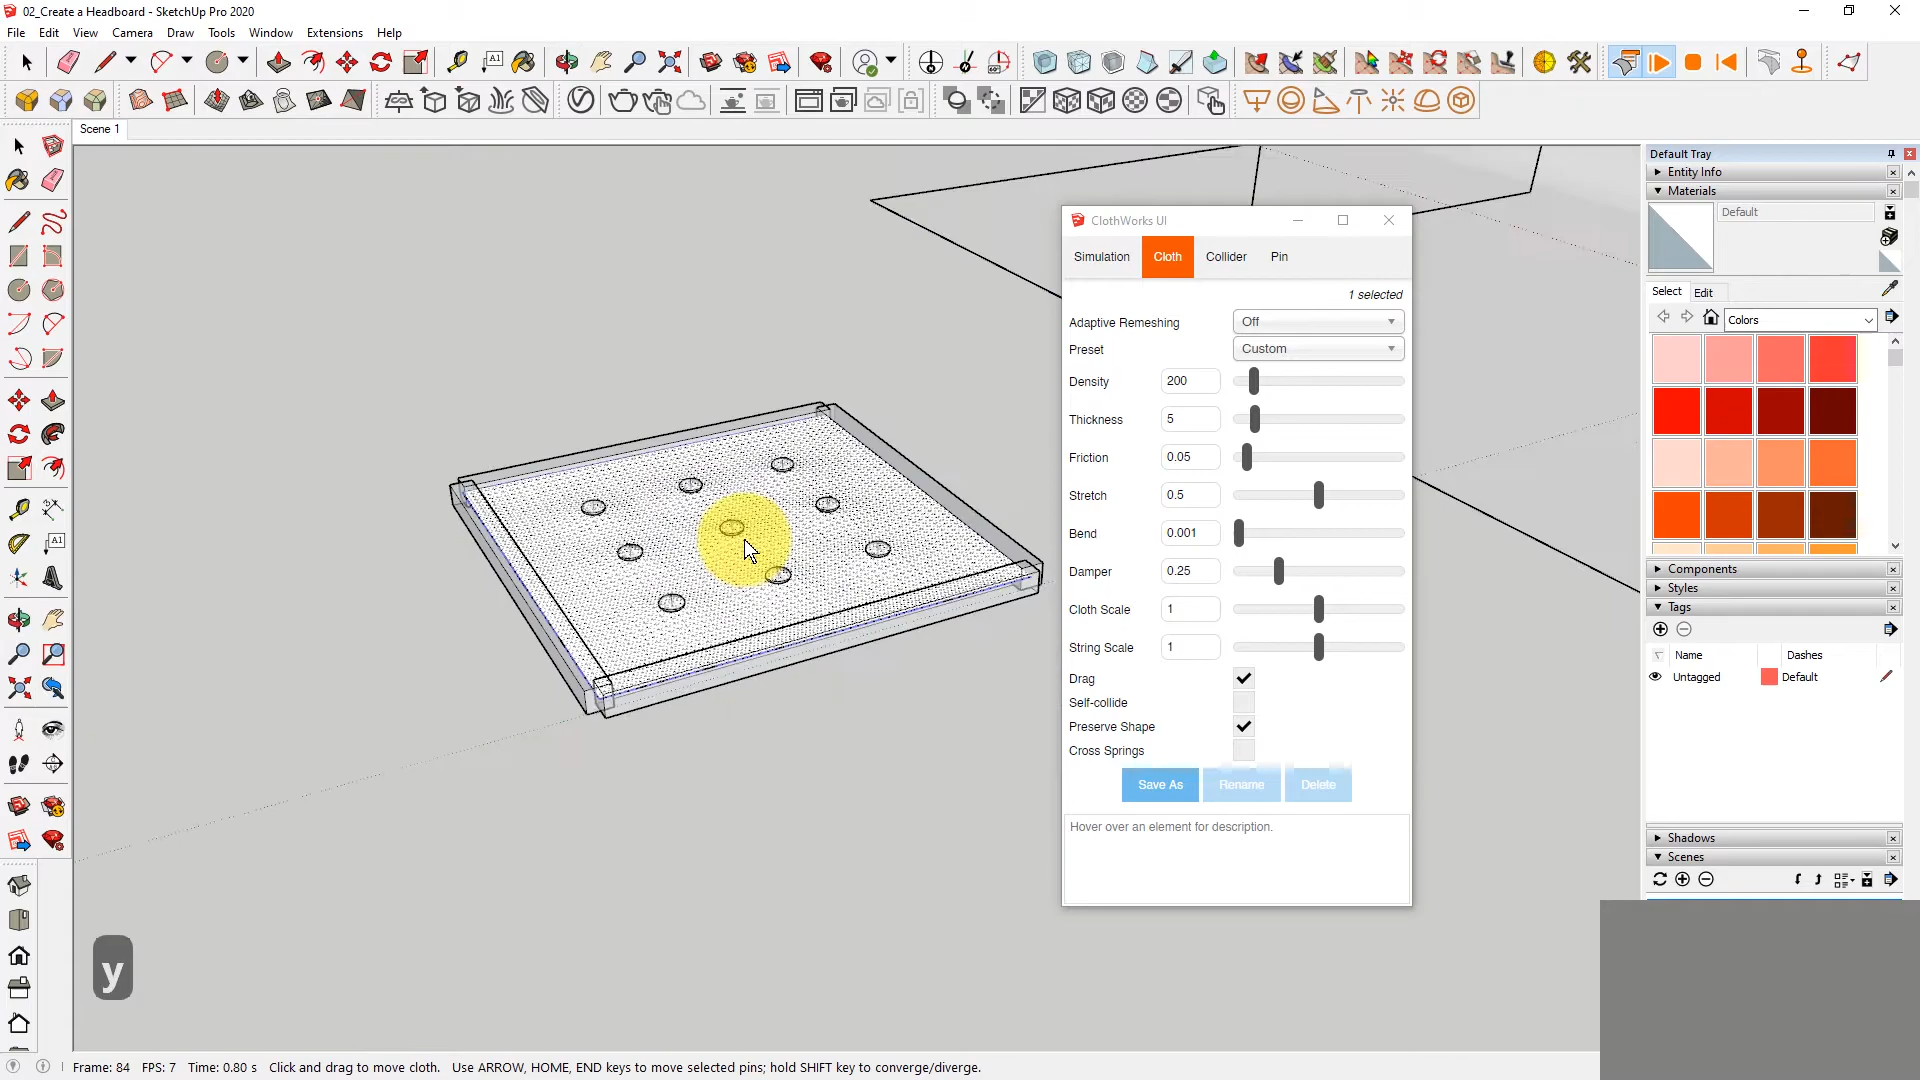 02_Create a Headboard - SketchUp Pro 2020
File Edit View Camera Draw Tools Window Extensions Help
Scene 1
Default Tray
Entity Info
Materials
Default
Select Edit
Colors
Components
Styles
Tags
Name Dashes
Untagged Default
Shadows
Scenes
ClothWorks UI
Simulation Cloth Collider Pin
1 selected
Adaptive Remeshing Off
Preset Custom
Density 200
Thickness 5
Friction 0.05
Stretch 0.5
Bend 0.001
Damper 0.25
Cloth Scale 1
String Scale 1
Drag
Self-collide
Preserve Shape
Cross Springs
Save As Rename Delete
Hover over an element for description.
y
Frame: 84 FPS: 7 Time: 0.80 s Click and drag to move cloth. Use ARROW, HOME, END keys to move selected pins; hold SHIFT key to converge/diverge.